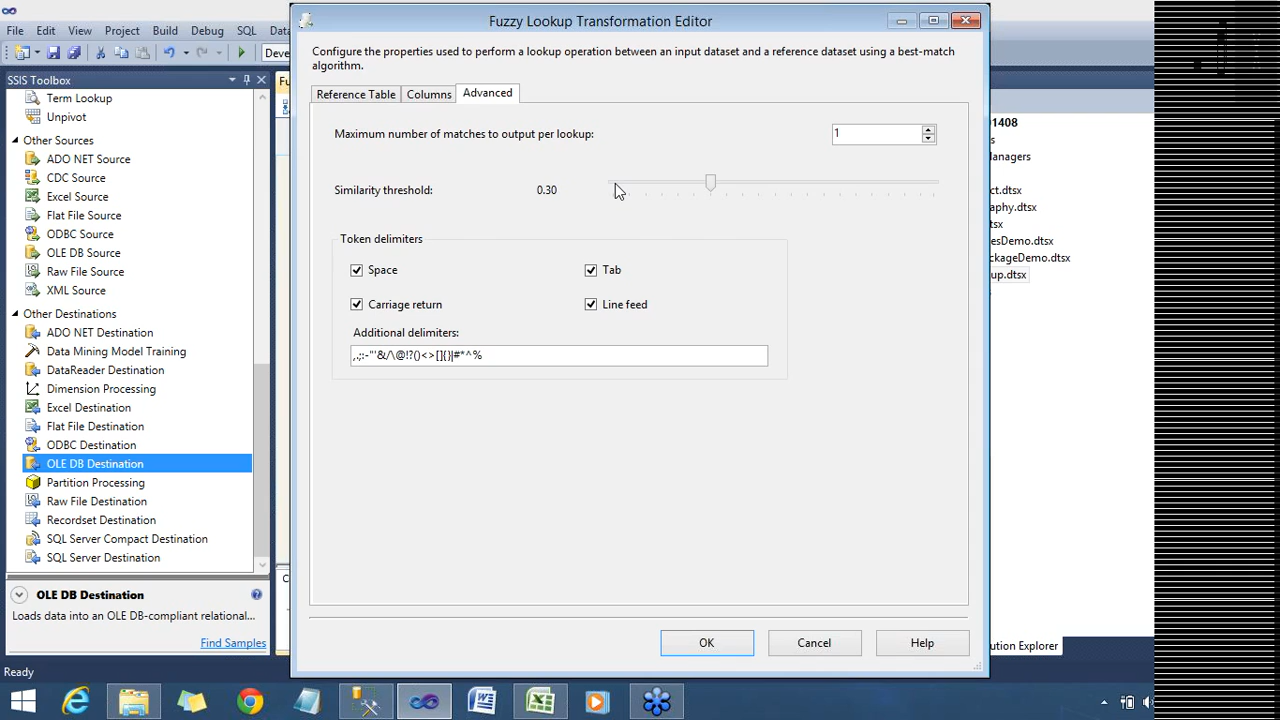 Fuzzy Lookup Transformation Editor
File Edit View Project Build Debug SQL
Configure the properties used to perform a lookup operation between an input dataset and a reference dataset using a best-match
algorithm.
SSIS Toolbox
Reference Table Columns Advanced
Term Lookup
Unpivot
Other Sources
ADO NET Source
CDC Source
Excel Source
Flat File Source
ODBC Source
OLE DB Source
Raw File Source
XML Source
Other Destinations
ADO NET Destination
Data Mining Model Training
DataReader Destination
Dimension Processing
Excel Destination
Flat File Destination
ODBC Destination
OLE DB Destination
Partition Processing
Raw File Destination
Recordset Destination
SQL Server Compact Destination
SQL Server Destination
OLE DB Destination
Loads data into an OLE DB-compliant relational...
Find Samples
Ready
Maximum number of matches to output per lookup: 1
Similarity threshold: 0.30
Token delimiters
Space Tab
Carriage return Line feed
Additional delimiters:
,.;:-"'&/\@!?()<>[]{}|#*^%
OK Cancel Help
1408
anagers
ct.dtsx
aphy.dtsx
ts.dtsx
esDemo.dtsx
ckageDemo.dtsx
up.dtsx
ution Explorer